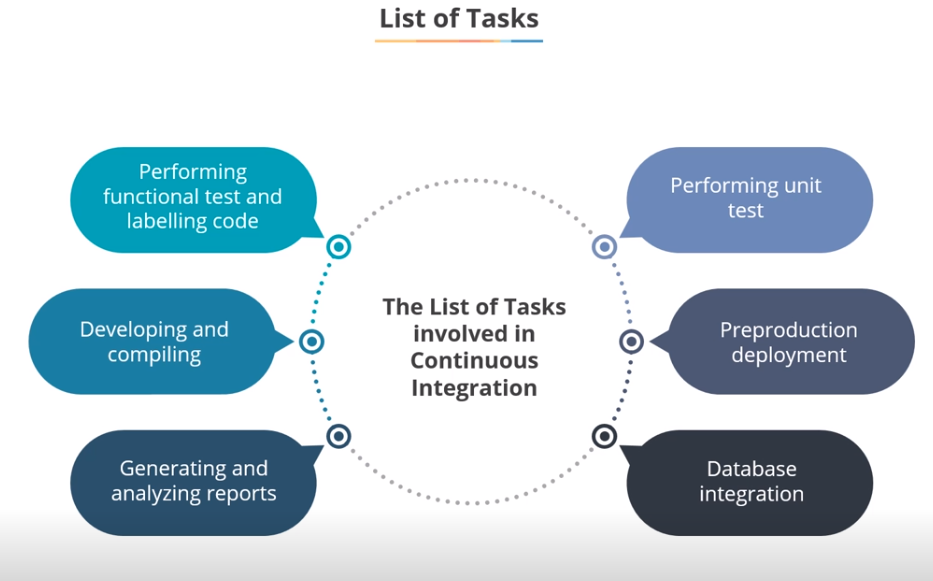 List of Tasks
Performing
functional test and
labelling code
Performing unit
test
Developing and
compiling
The List of Tasks
involved in
Continuous
Integration
Preproduction
deployment
Generating and
analyzing reports
Database
integration